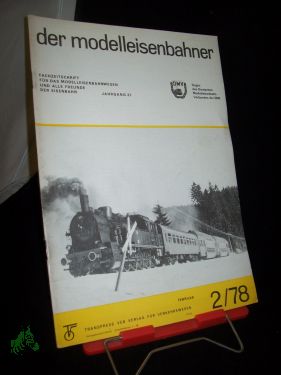 der modelleisenbahner
FACHZEITSCHRIFT
FÜR DAS MODELLEISENBAHNWESEN
UND ALLE FREUNDE
DER EISENBAHN
JAHRGANG 27
DMV
Organ
des Deutschen
Modelleisenbahn-
Verbandes der DDR
FEBRUAR
TRANSPRESS VEB VERLAG FÜR VERKEHRSWESEN
2/78